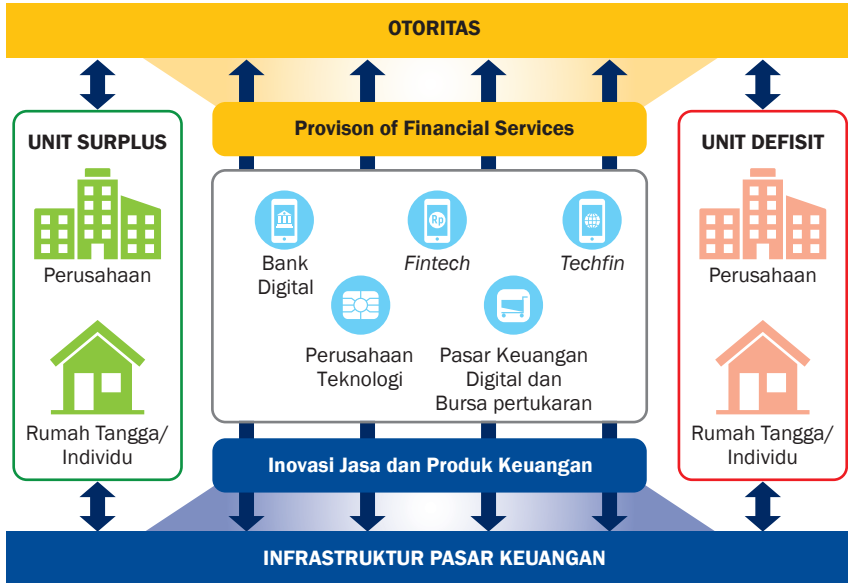 OTORITAS
Provison of Financial Services
UNIT SURPLUS
Perusahaan
Rumah Tangga/
Individu
Bank
Digital
Fintech
Rp
Techfin
Perusahaan
Teknologi
Pasar Keuangan
Digital dan
Bursa pertukaran
UNIT DEFISIT
Perusahaan
Rumah Tangga/
Individu
Inovasi Jasa dan Produk Keuangan
INFRASTRUKTUR PASAR KEUANGAN